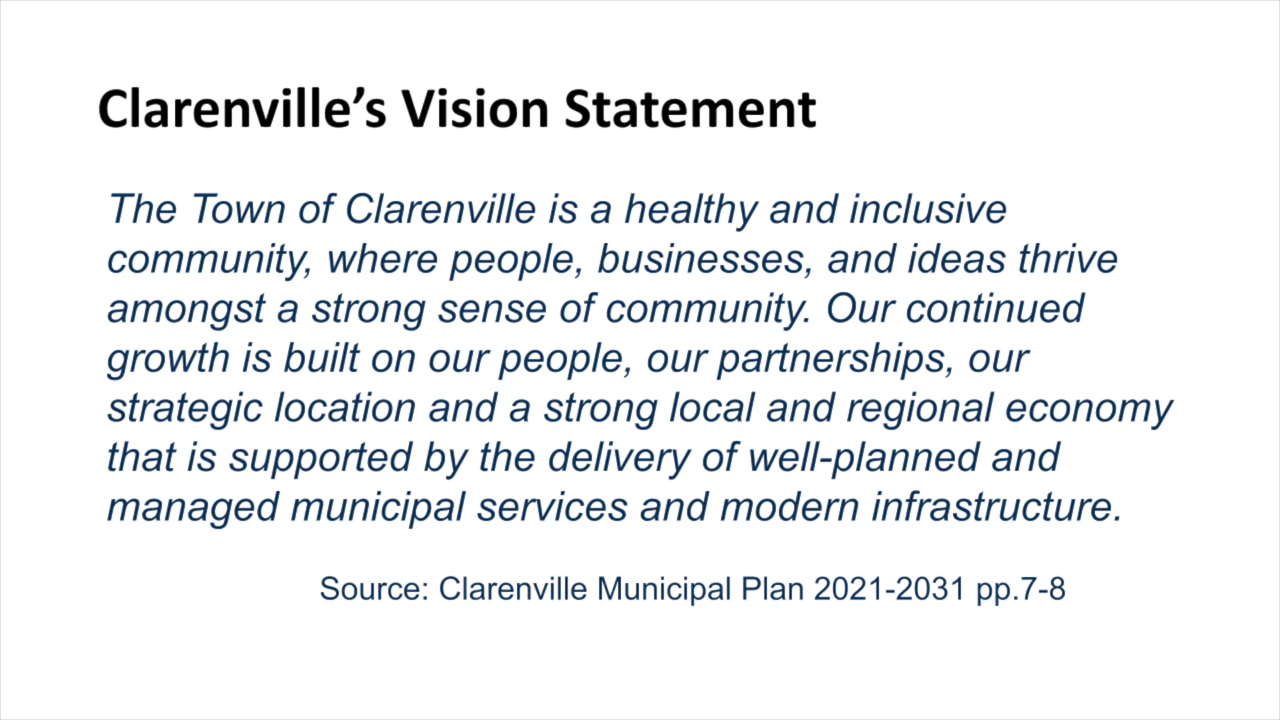 Clarenville’s Vision Statement
The Town of Clarenville is a healthy and inclusive
community, where people, businesses, and ideas thrive
amongst a strong sense of community. Our continued
growth is built on our people, our partnerships, our
strategic location and a strong local and regional economy
that is supported by the delivery of well-planned and
managed municipal services and modern infrastructure.
Source: Clarenville Municipal Plan 2021-2031 pp.7-8